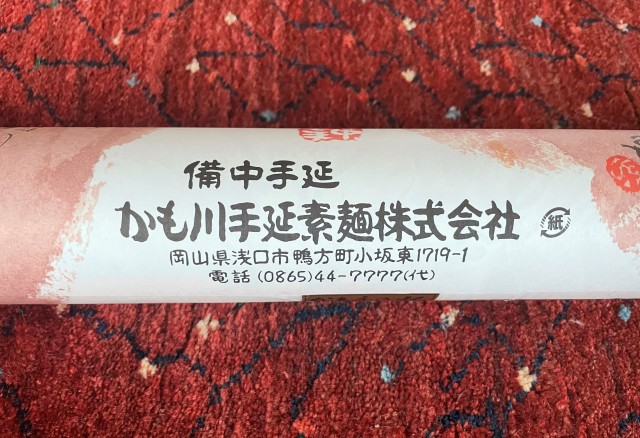 備中手延
かも川手延素麺株式会社
紙
岡山県浅口市鴨方町小坂東1719-1
電話 (0865)44-7777(代)